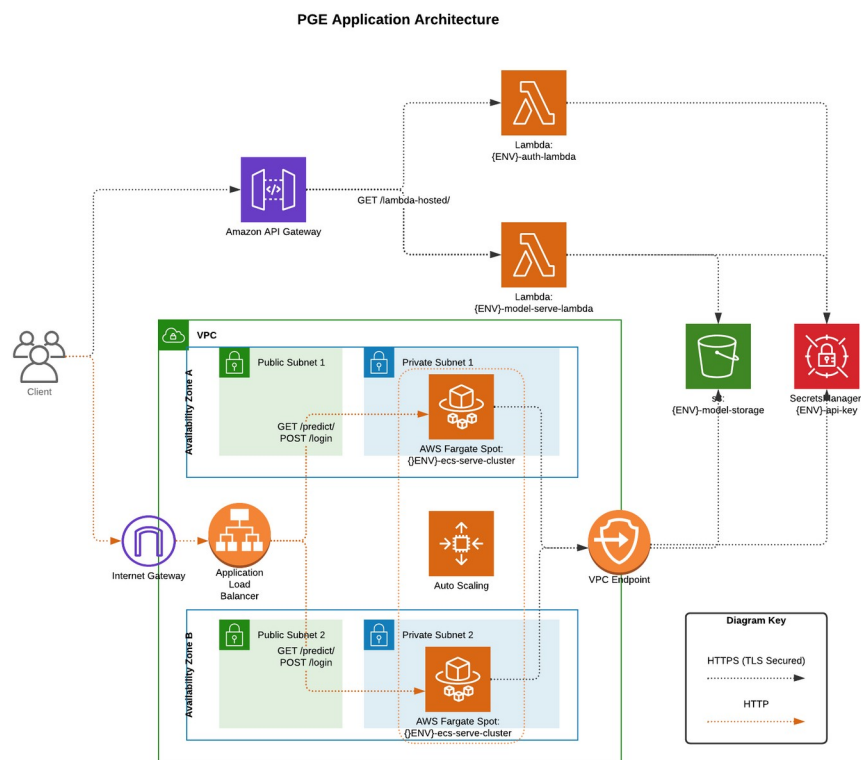 PGE Application Architecture
Lambda:
{ENV}-auth-lambda
GET /lambda-hosted/
Amazon API Gateway
Lambda:
{ENV}-model-serve-lambda
VPC
Client
Availability Zone A
Public Subnet 1
Private Subnet 1
GET /predict/
POST /login
AWS Fargate Spot:
{}ENV}-ecs-serve-cluster
s3:
{ENV}-model-storage
SecretsManager
{ENV}-api-key
Internet Gateway
Application
Load
Balancer
Auto Scaling
VPC Endpoint
Availability Zone B
Public Subnet 2
Private Subnet 2
GET /predict/
POST /login
AWS Fargate Spot:
{}ENV}-ecs-serve-cluster
Diagram Key
HTTPS (TLS Secured)
HTTP